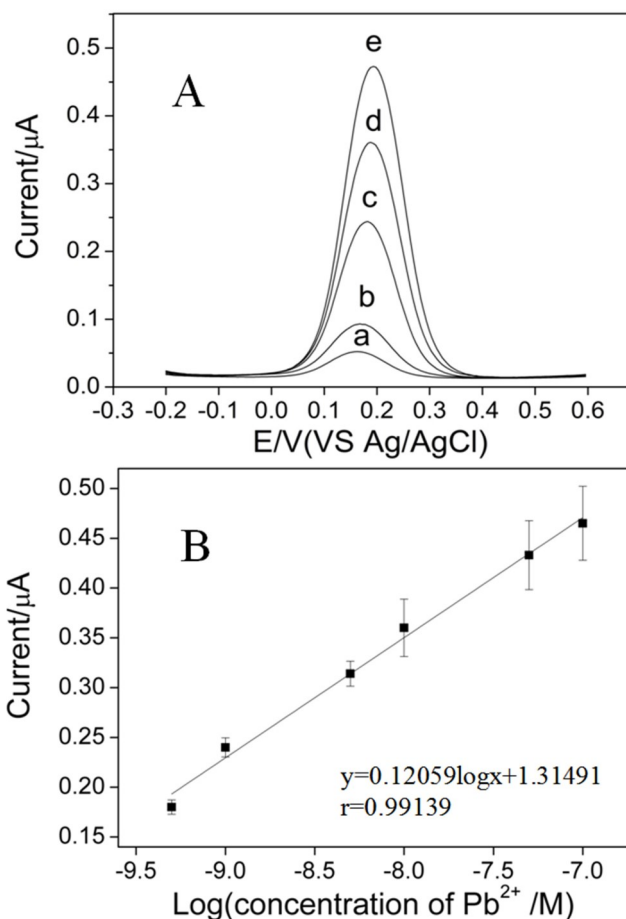 A
e
d
c
b
a
0.5
0.4
0.3
0.2
0.1
0.0
Current/μA
-0.3 -0.2 -0.1 0.0 0.1 0.2 0.3 0.4 0.5 0.6
E/V(VS Ag/AgCl)
B
0.50
0.45
0.40
0.35
0.30
0.25
0.20
0.15
Current/μA
y=0.12059logx+1.31491
r=0.99139
-9.5 -9.0 -8.5 -8.0 -7.5 -7.0
Log(concentration of Pb²⁺ /M)